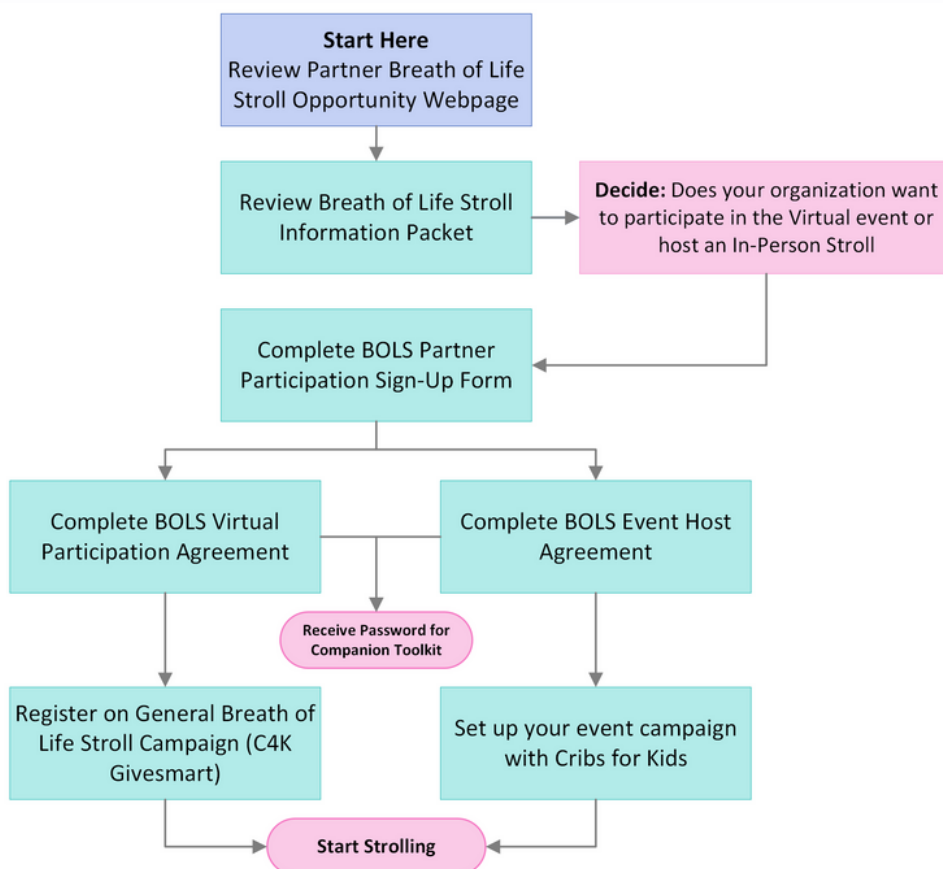 Start Here
Review Partner Breath of Life
Stroll Opportunity Webpage
Review Breath of Life Stroll
Information Packet
Decide: Does your organization want
to participate in the Virtual event or
host an In-Person Stroll
Complete BOLS Partner
Participation Sign-Up Form
Complete BOLS Virtual
Participation Agreement
Complete BOLS Event Host
Agreement
Receive Password for
Companion Toolkit
Register on General Breath of
Life Stroll Campaign (C4K
Givesmart)
Set up your event campaign
with Cribs for Kids
Start Strolling